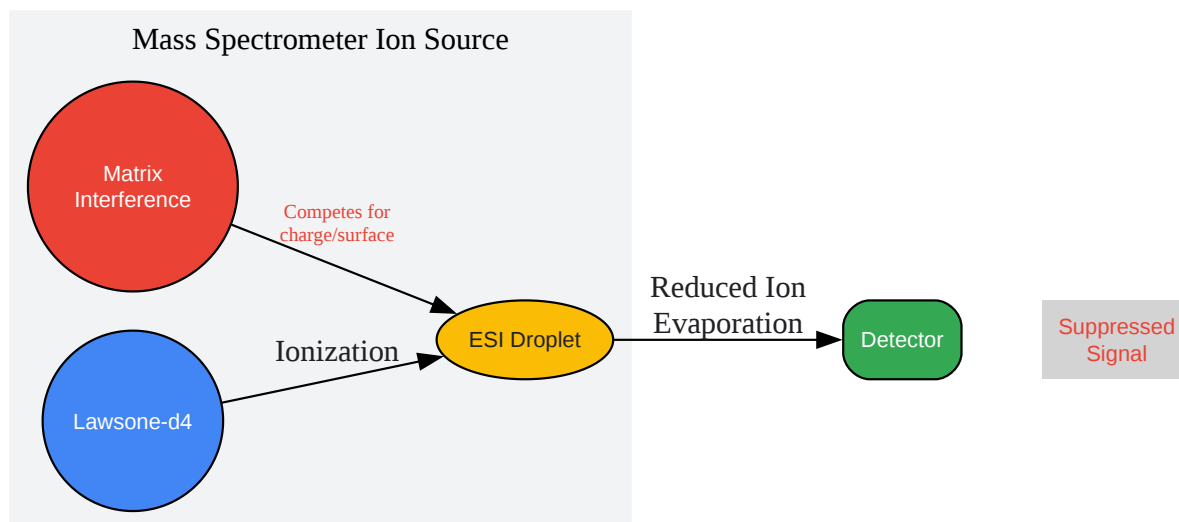 Mass Spectrometer Ion Source
Matrix
Interference
Competes for
charge/surface
Reduced Ion
Evaporation
Suppressed
Signal
Ionization
ESI Droplet
Detector
Lawsone-d4